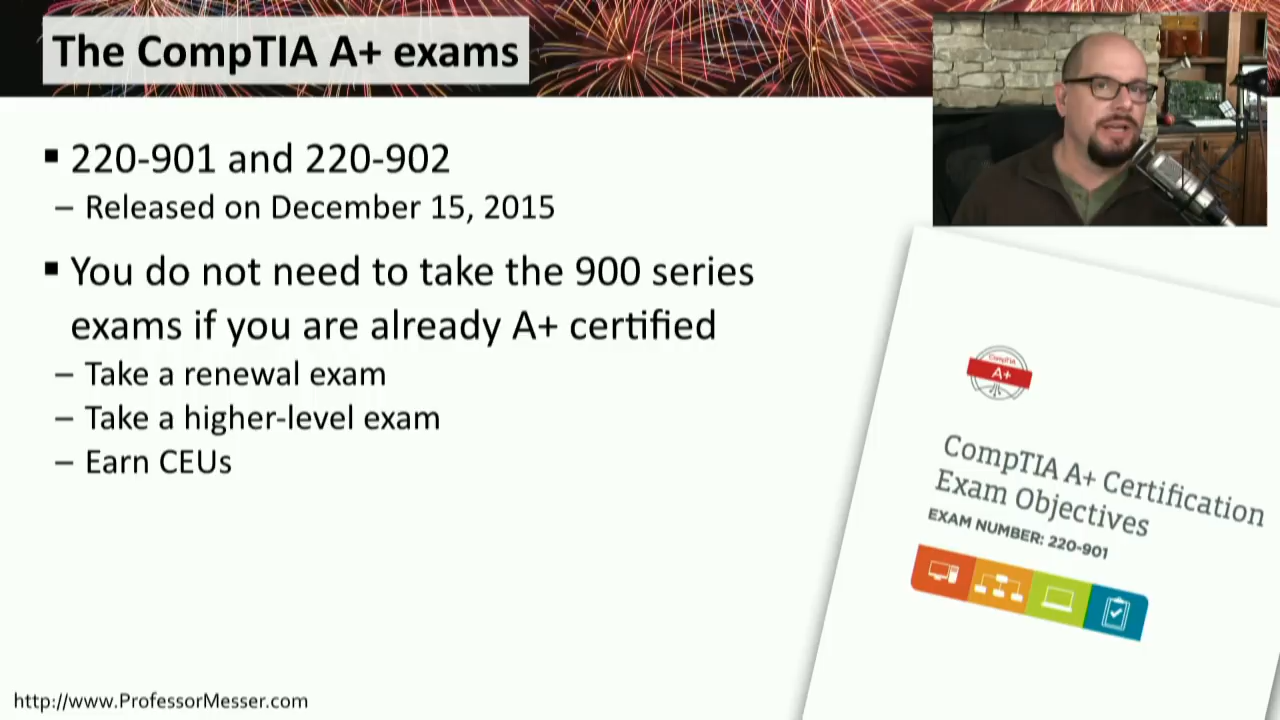 The CompTIA A+ exams
▪ 220-901 and 220-902
– Released on December 15, 2015
▪ You do not need to take the 900 series
exams if you are already A+ certified
– Take a renewal exam
– Take a higher-level exam
– Earn CEUs
CompTIA
A+
CompTIA A+ Certification
Exam Objectives
EXAM NUMBER: 220-901
http://www.ProfessorMesser.com